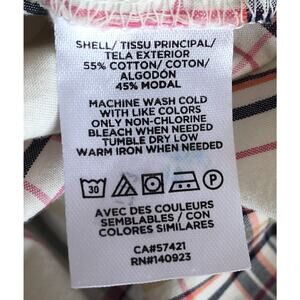 SHELL/ TISSU PRINCIPAL/
TELA EXTERIOR
55% COTTON/ COTON/
ALGODÓN
45% MODAL
MACHINE WASH COLD
WITH LIKE COLORS
ONLY NON-CHLORINE
BLEACH WHEN NEEDED
TUMBLE DRY LOW
WARM IRON WHEN NEEDED
30 P
AVEC DES COULEURS
SEMBLABLES / CON
COLORES SIMILARES
CA#57421
RN#140923